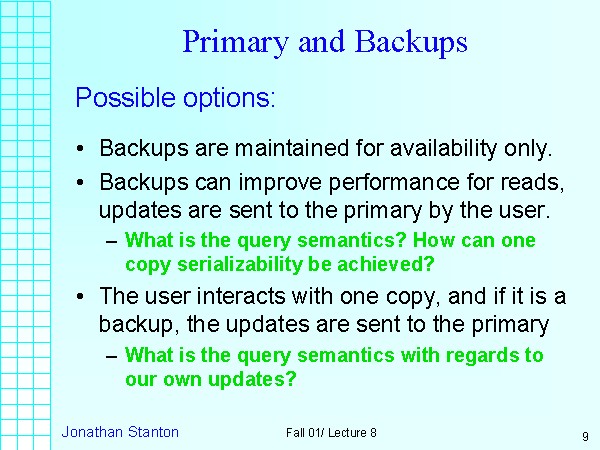 Primary and Backups
Possible options:
• Backups are maintained for availability only.
• Backups can improve performance for reads,
updates are sent to the primary by the user.
– What is the query semantics? How can one
copy serializability be achieved?
• The user interacts with one copy, and if it is a
backup, the updates are sent to the primary
– What is the query semantics with regards to
our own updates?
Jonathan Stanton
Fall 01/ Lecture 8
9